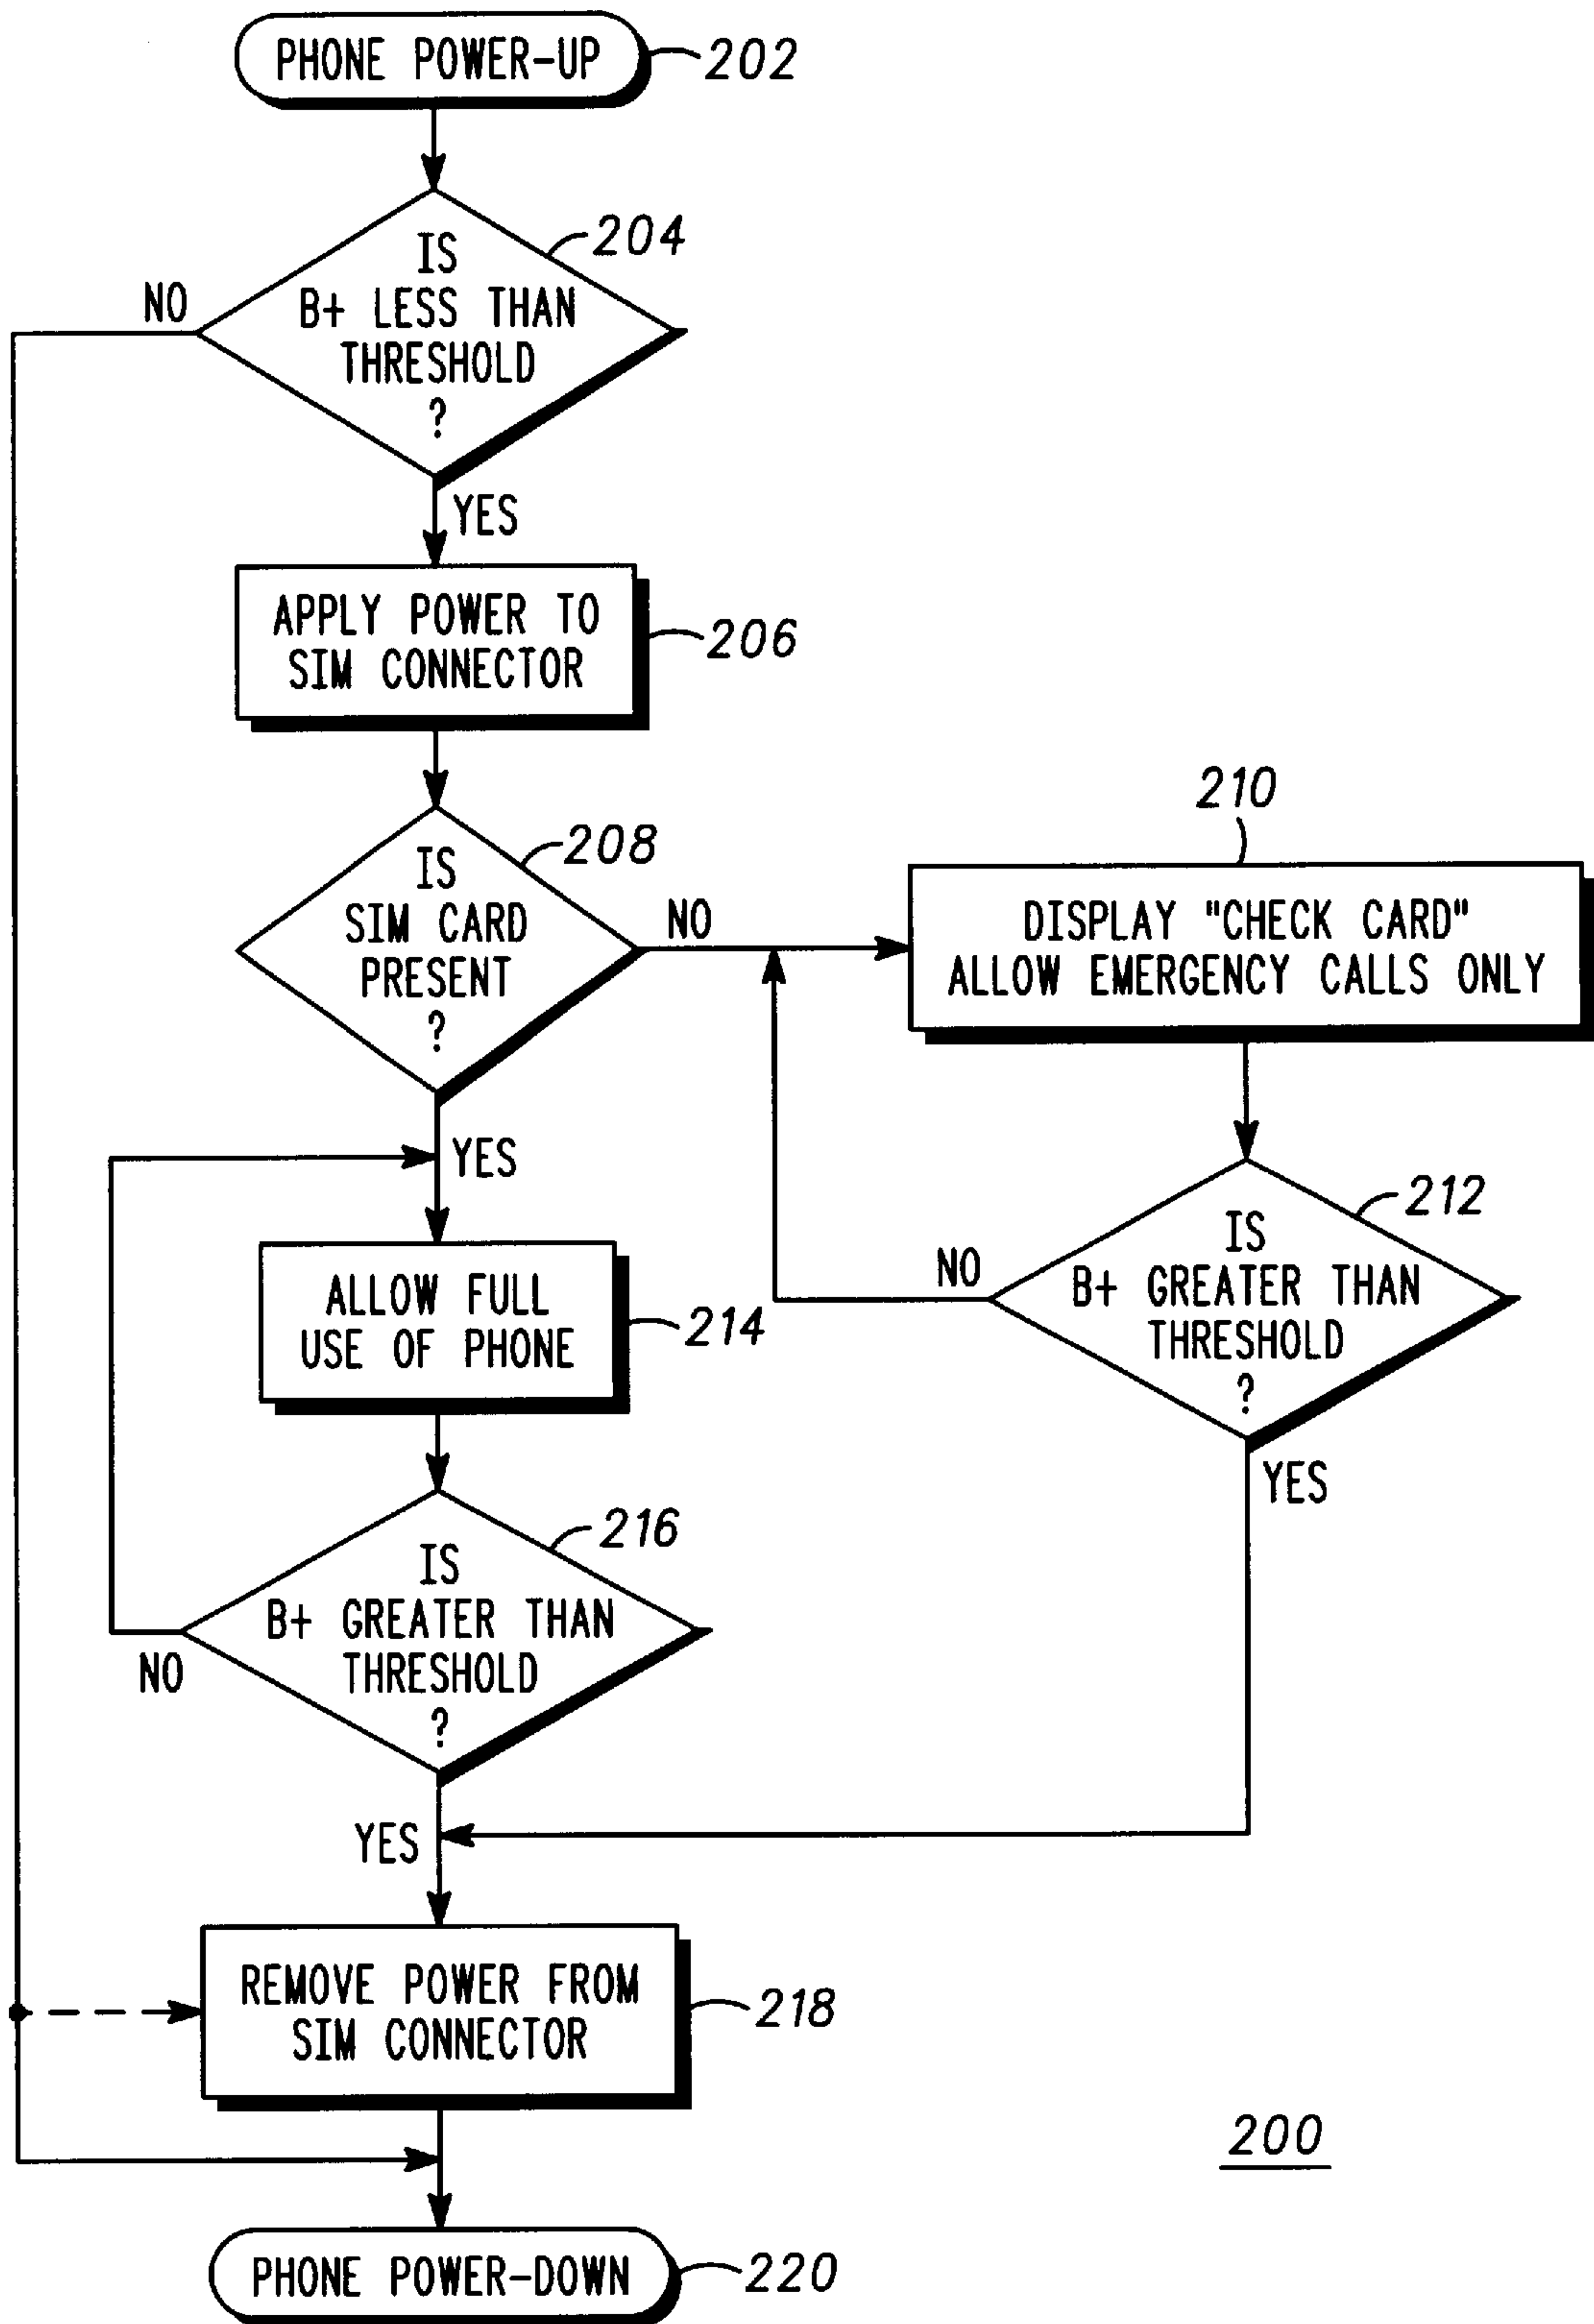 PHONE POWER-UP
202
IS
B+ LESS THAN
THRESHOLD
?
204
NO
YES
APPLY POWER TO
SIM CONNECTOR
206
IS
SIM CARD
PRESENT
?
208
NO
210
DISPLAY "CHECK CARD"
ALLOW EMERGENCY CALLS ONLY
YES
IS
B+ GREATER THAN
THRESHOLD
?
212
NO
YES
ALLOW FULL
USE OF PHONE
214
IS
B+ GREATER THAN
THRESHOLD
?
216
NO
YES
REMOVE POWER FROM
SIM CONNECTOR
218
200
PHONE POWER-DOWN
220